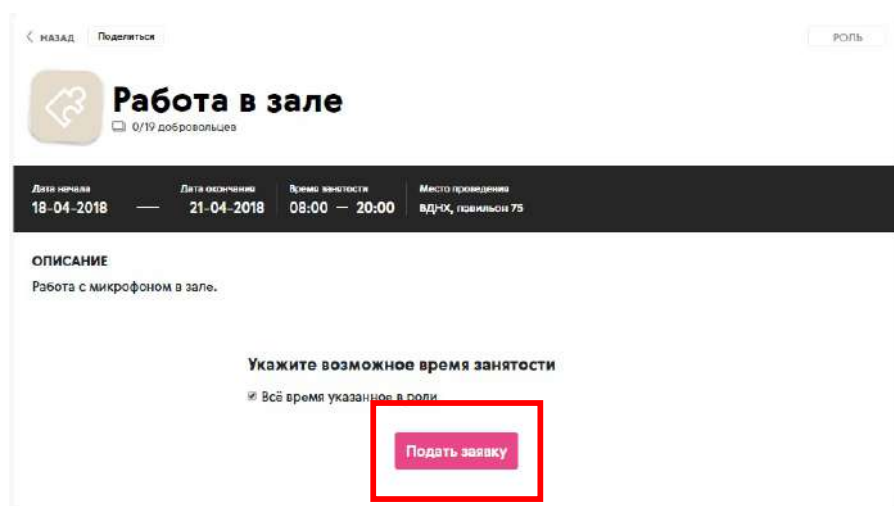 НАЗАД Поделиться РОЛЬ
Работа в зале
0/19 добровольцев
Дата начала Дата окончания Время занятости Место проведения
18-04-2018 — 21-04-2018 08:00 — 20:00 ВДНХ, павильон 75
ОПИСАНИЕ
Работа с микрофоном в зале.
Укажите возможное время занятости
Всё время указанное в роли
Подать заявку